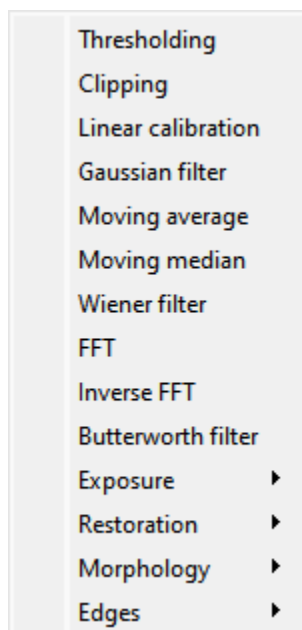 Thresholding
Clipping
Linear calibration
Gaussian filter
Moving average
Moving median
Wiener filter
FFT
Inverse FFT
Butterworth filter
Exposure
Restoration
Morphology
Edges